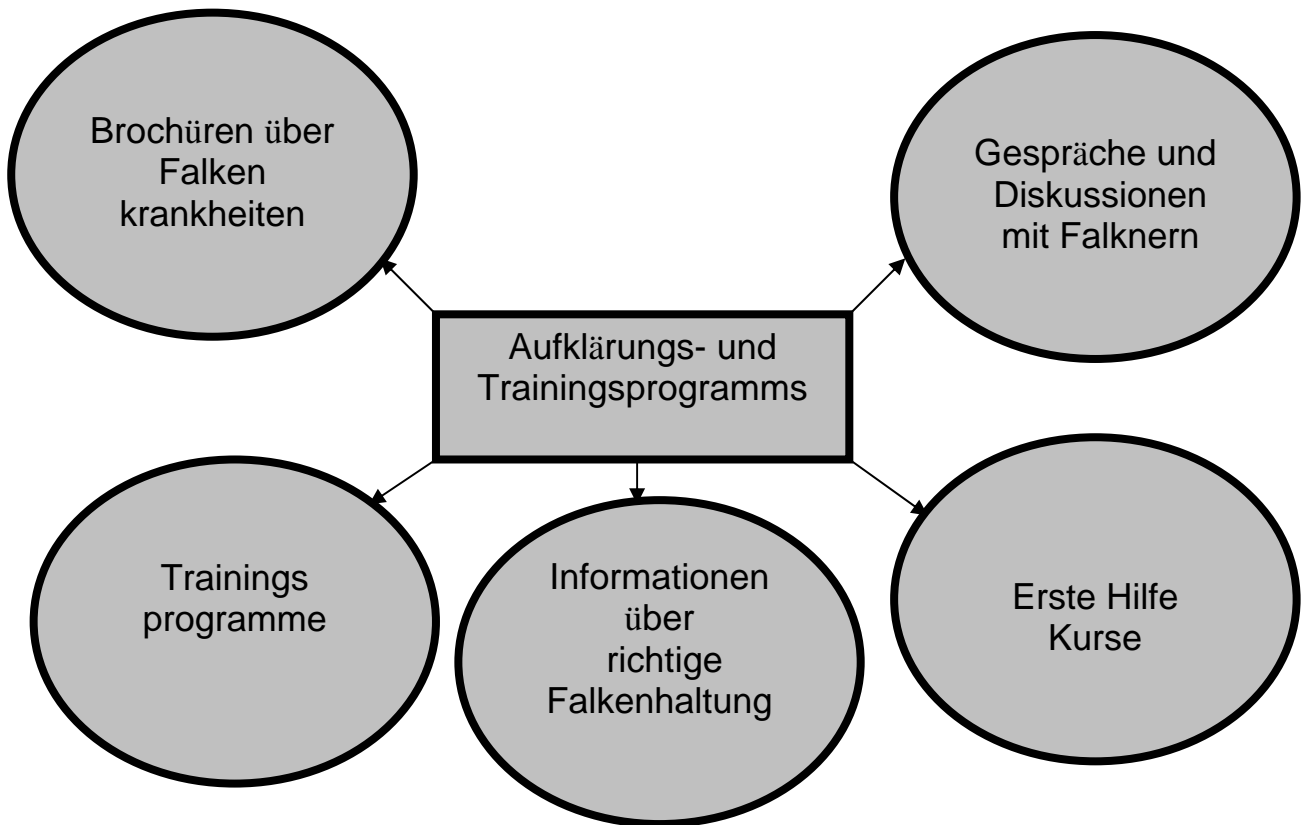 Brochüren über
Falken
krankheiten
Gespräche und
Diskussionen
mit Falknern
Aufklärungs- und
Trainingsprogramms
Trainings
programme
Informationen
über
richtige
Falkenhaltung
Erste Hilfe
Kurse